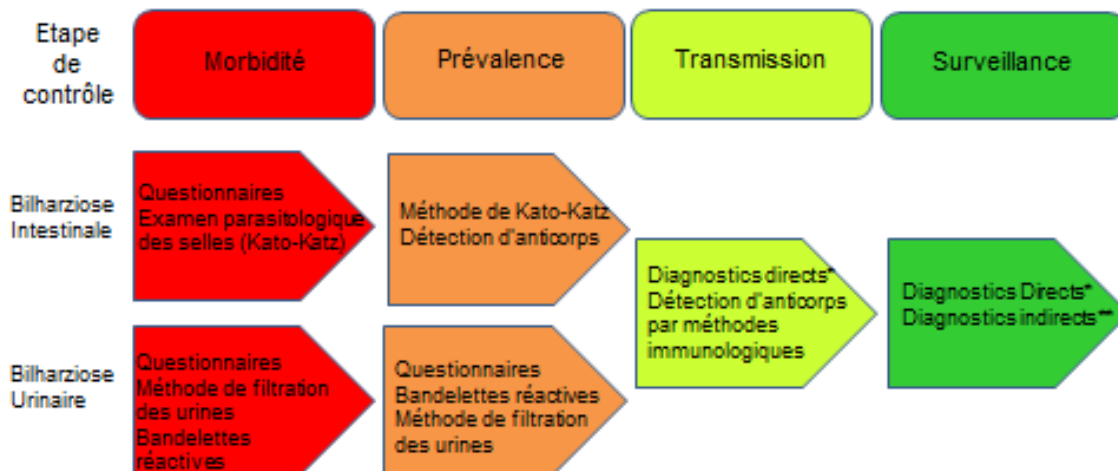 Etape
de
contrôle
Morbidité
Prévalence
Transmission
Surveillance
Bilharziose
Intestinale
Questionnaires
Examen parasitologique
des selles (Kato-Katz)
Méthode de Kato-Katz
Détection d'anticorps
Diagnostics directs*
Détection d'anticorps
par méthodes
immunologiques
Diagnostics Directs*
Diagnostics indirects**
Bilharziose
Urinaire
Questionnaires
Méthode de filtration
des urines
Bandelettes
réactives
Questionnaires
Bandelettes réactives
Méthode de filtration
des urines